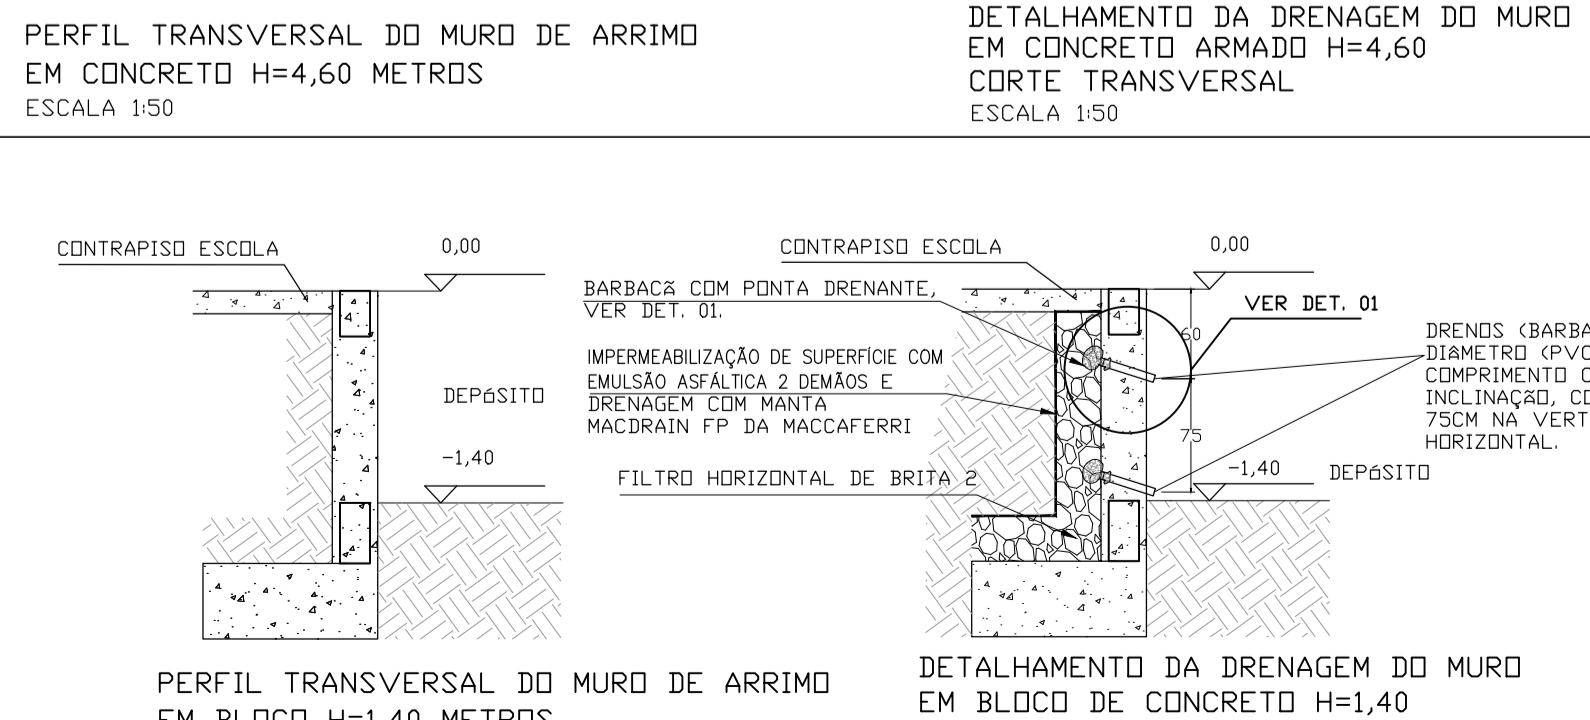 PERFIL TRANSVERSAL DO MURO DE ARRIMO
EM CONCRETO H=4,60 METROS
ESCALA 1:50
DETALHAMENTO DA DRENAGEM DO MURO
EM CONCRETO ARMADO H=4,60
CORTE TRANSVERSAL
ESCALA 1:50
CONTRAPISO ESCOLA
0,00
DEPóSITO
-1,40
PERFIL TRANSVERSAL DO MURO DE ARRIMO
EM BLOCO H=1,40 METROS
CONTRAPISO ESCOLA
0,00
BARBACã COM PONTA DRENANTE,
VER DET. 01.
IMPERMEABILIZAÇÃO DE SUPERFÍCIE COM
EMULSÃO ASFÁLTICA 2 DEMÃOS E
DRENAGEM COM MANTA
MACDRAIN FP DA MACCAFERRI
FILTRO HORIZONTAL DE BRITA 2
VER DET. 01
60
75
DRENOS (BARBA
DIâMETRO (PVC
COMPRIMENTO
INCLINAÇãO,
75CM NA VERT
HORIZONTAL.
-1,40
DEPóSITO
DETALHAMENTO DA DRENAGEM DO MURO
EM BLOCO DE CONCRETO H=1,40